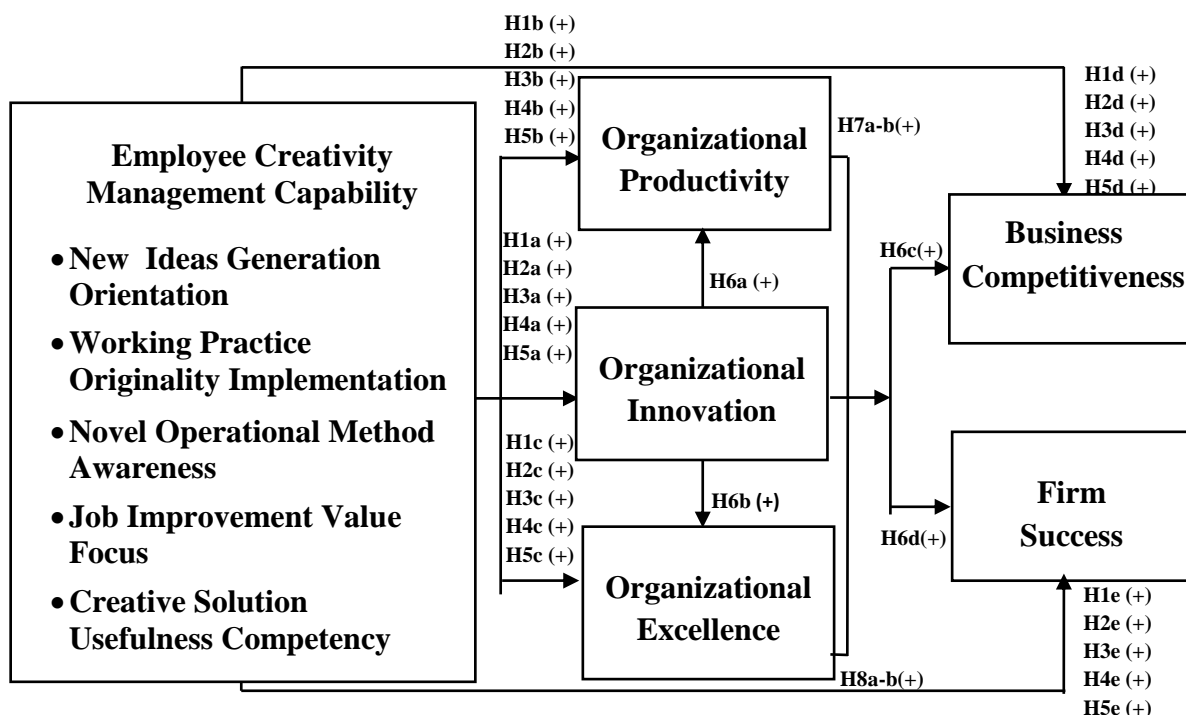 H1b (+)
H2b (+)
H3b (+)
H4b (+)
H5b (+)
H1d (+)
H2d (+)
H3d (+)
H4d (+)
H5d (+)
Employee Creativity
Management Capability
•New Ideas Generation
Orientation
•Working Practice
Originality Implementation
•Novel Operational Method
Awareness
•Job Improvement Value
Focus
•Creative Solution
Usefulness Competency
Organizational
Productivity
H7a-b(+)
H1a (+)
H2a (+)
H3a (+)
H4a (+)
H5a (+)
H6a (+)
Organizational
Innovation
H6c(+)
Business
Competitiveness
H1c (+)
H2c (+)
H3c (+)
H4c (+)
H5c (+)
H6b (+)
Organizational
Excellence
H6d(+)
Firm
Success
H8a-b(+)
H1e (+)
H2e (+)
H3e (+)
H4e (+)
H5e (+)